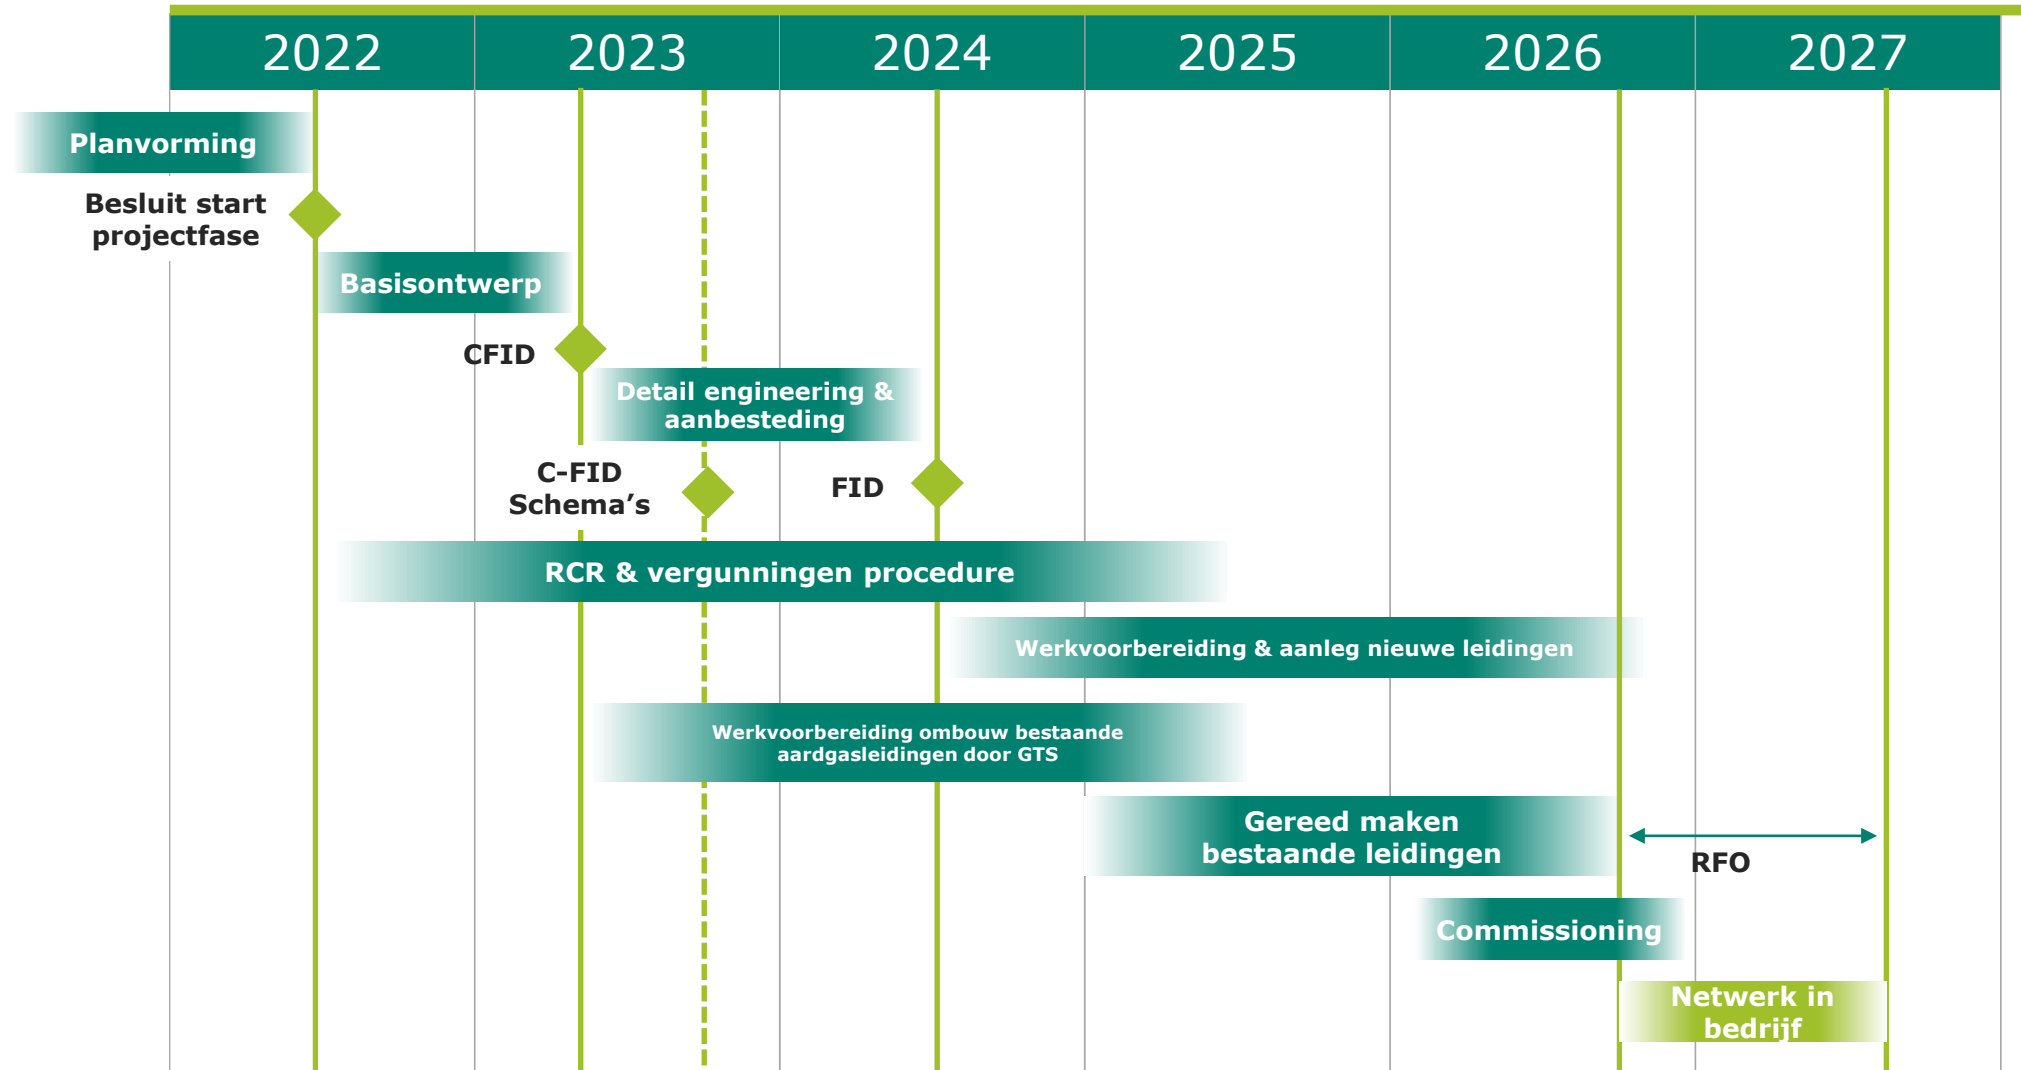 2022 2023 2024 2025 2026 2027
Planvorming
Besluit start
projectfase
Basisontwerp
CFID
Detail engineering &
aanbesteding
C-FID
Schema’s
FID
RCR & vergunningen procedure
Werkvoorbereiding & aanleg nieuwe leidingen
Werkvoorbereiding ombouw bestaande
aardgasleidingen door GTS
Gereed maken
bestaande leidingen
RFO
Commissioning
Netwerk in
bedrijf